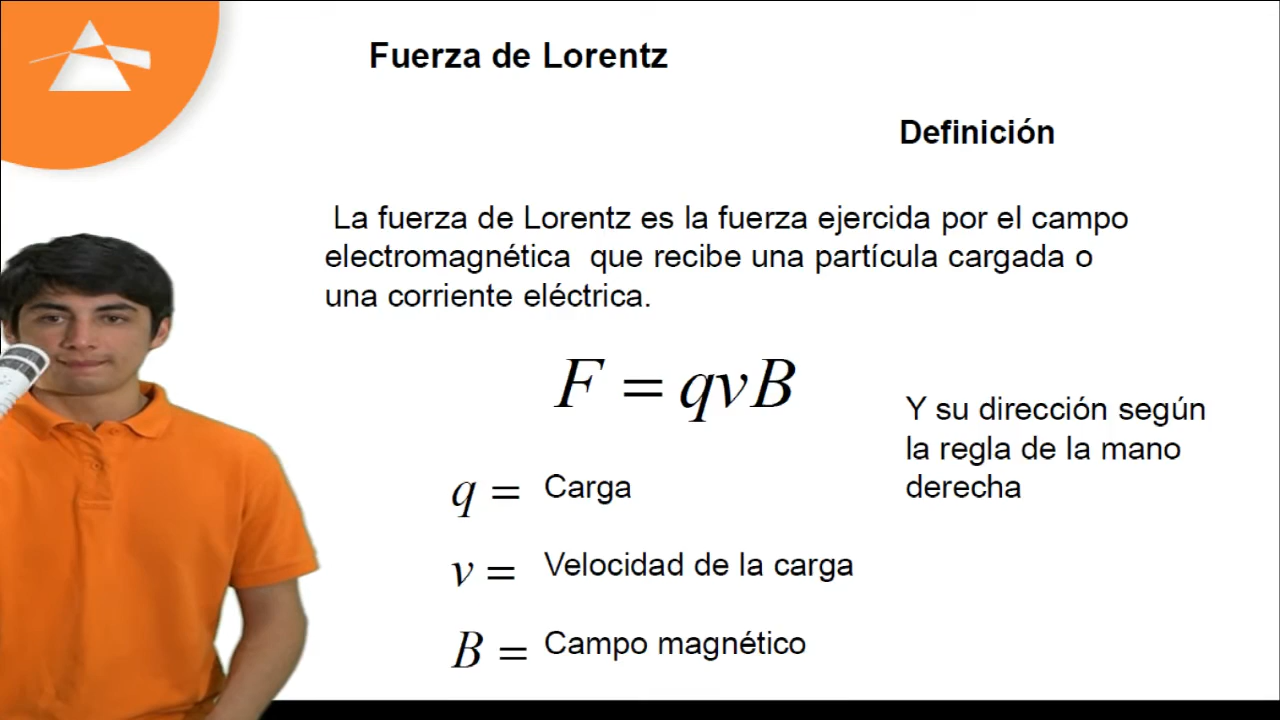 Fuerza de Lorentz
Definición
La fuerza de Lorentz es la fuerza ejercida por el campo
electromagnética que recibe una partícula cargada o
una corriente eléctrica.
F = qvB
Y su dirección según
la regla de la mano
derecha
q = Carga
v = Velocidad de la carga
B = Campo magnético